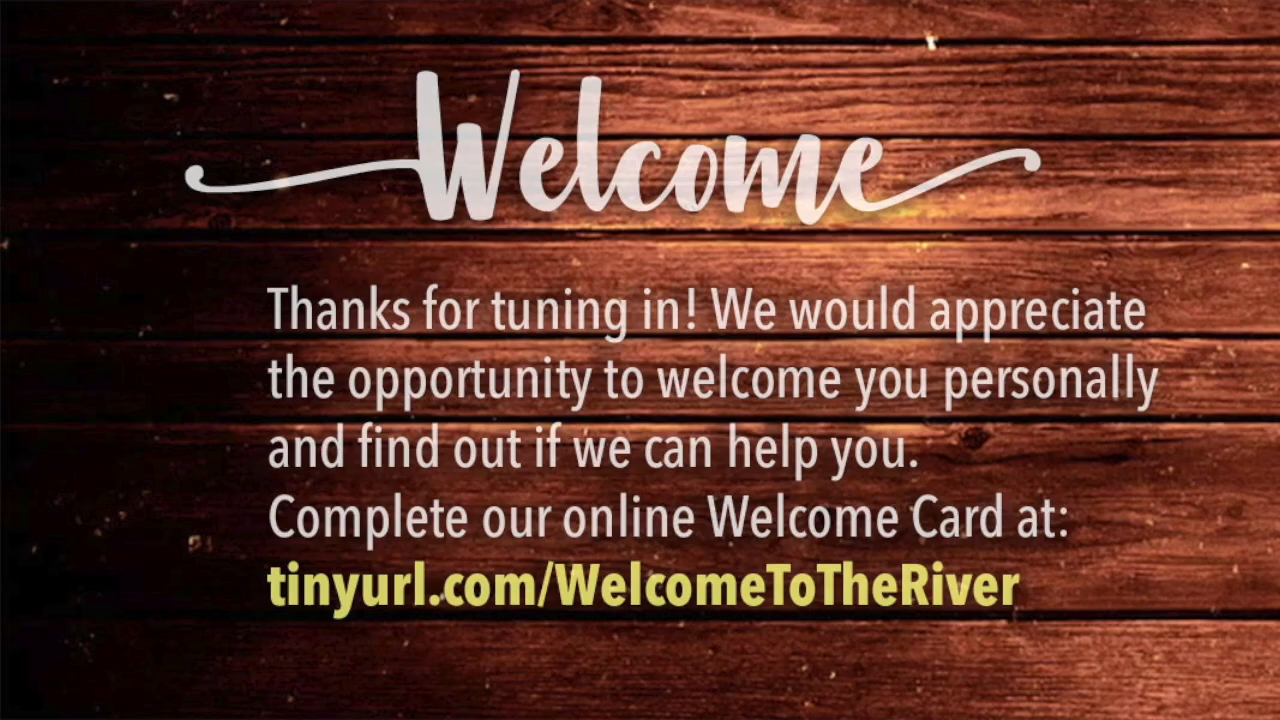 Welcome
Thanks for tuning in! We would appreciate
the opportunity to welcome you personally
and find out if we can help you.
Complete our online Welcome Card at:
tinyurl.com/WelcomeToTheRiver